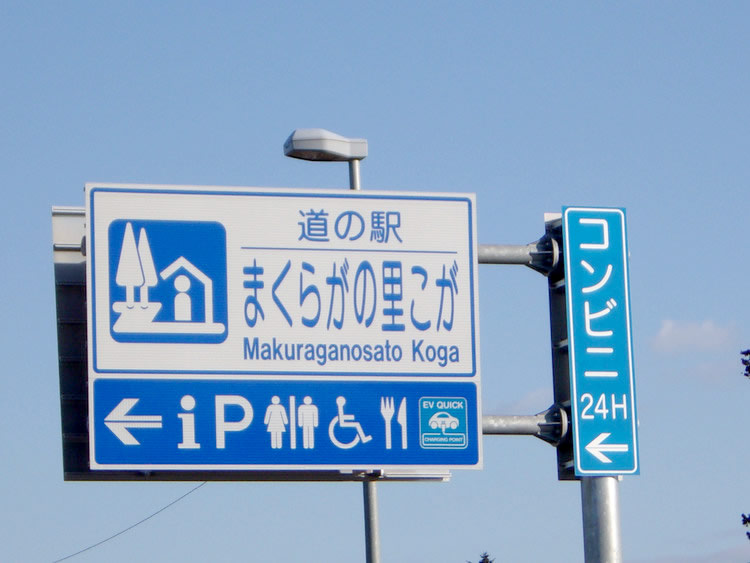 道の駅
まくらがの里こが
Makuraganosato Koga
i P
EV QUICK
CHARGING POINT
コンビニ
24H